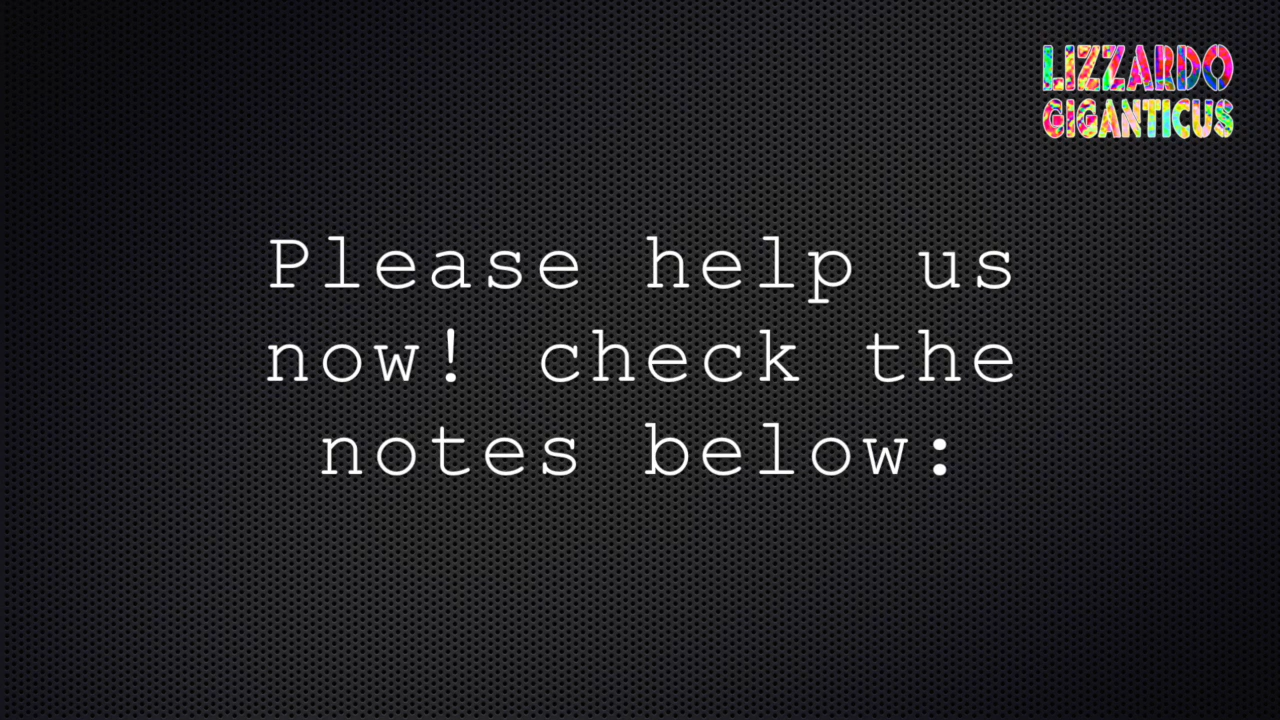 LIZZARDO
GIGANTICUS
Please help us
now! check the
notes below: